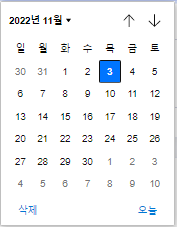 2022년 11월
일 월 화 수 목 금 토
30 31 1 2 3 4 5
6 7 8 9 10 11 12
13 14 15 16 17 18 19
20 21 22 23 24 25 26
27 28 29 30 1 2 3
4 5 6 7 8 9 10
삭제 오늘